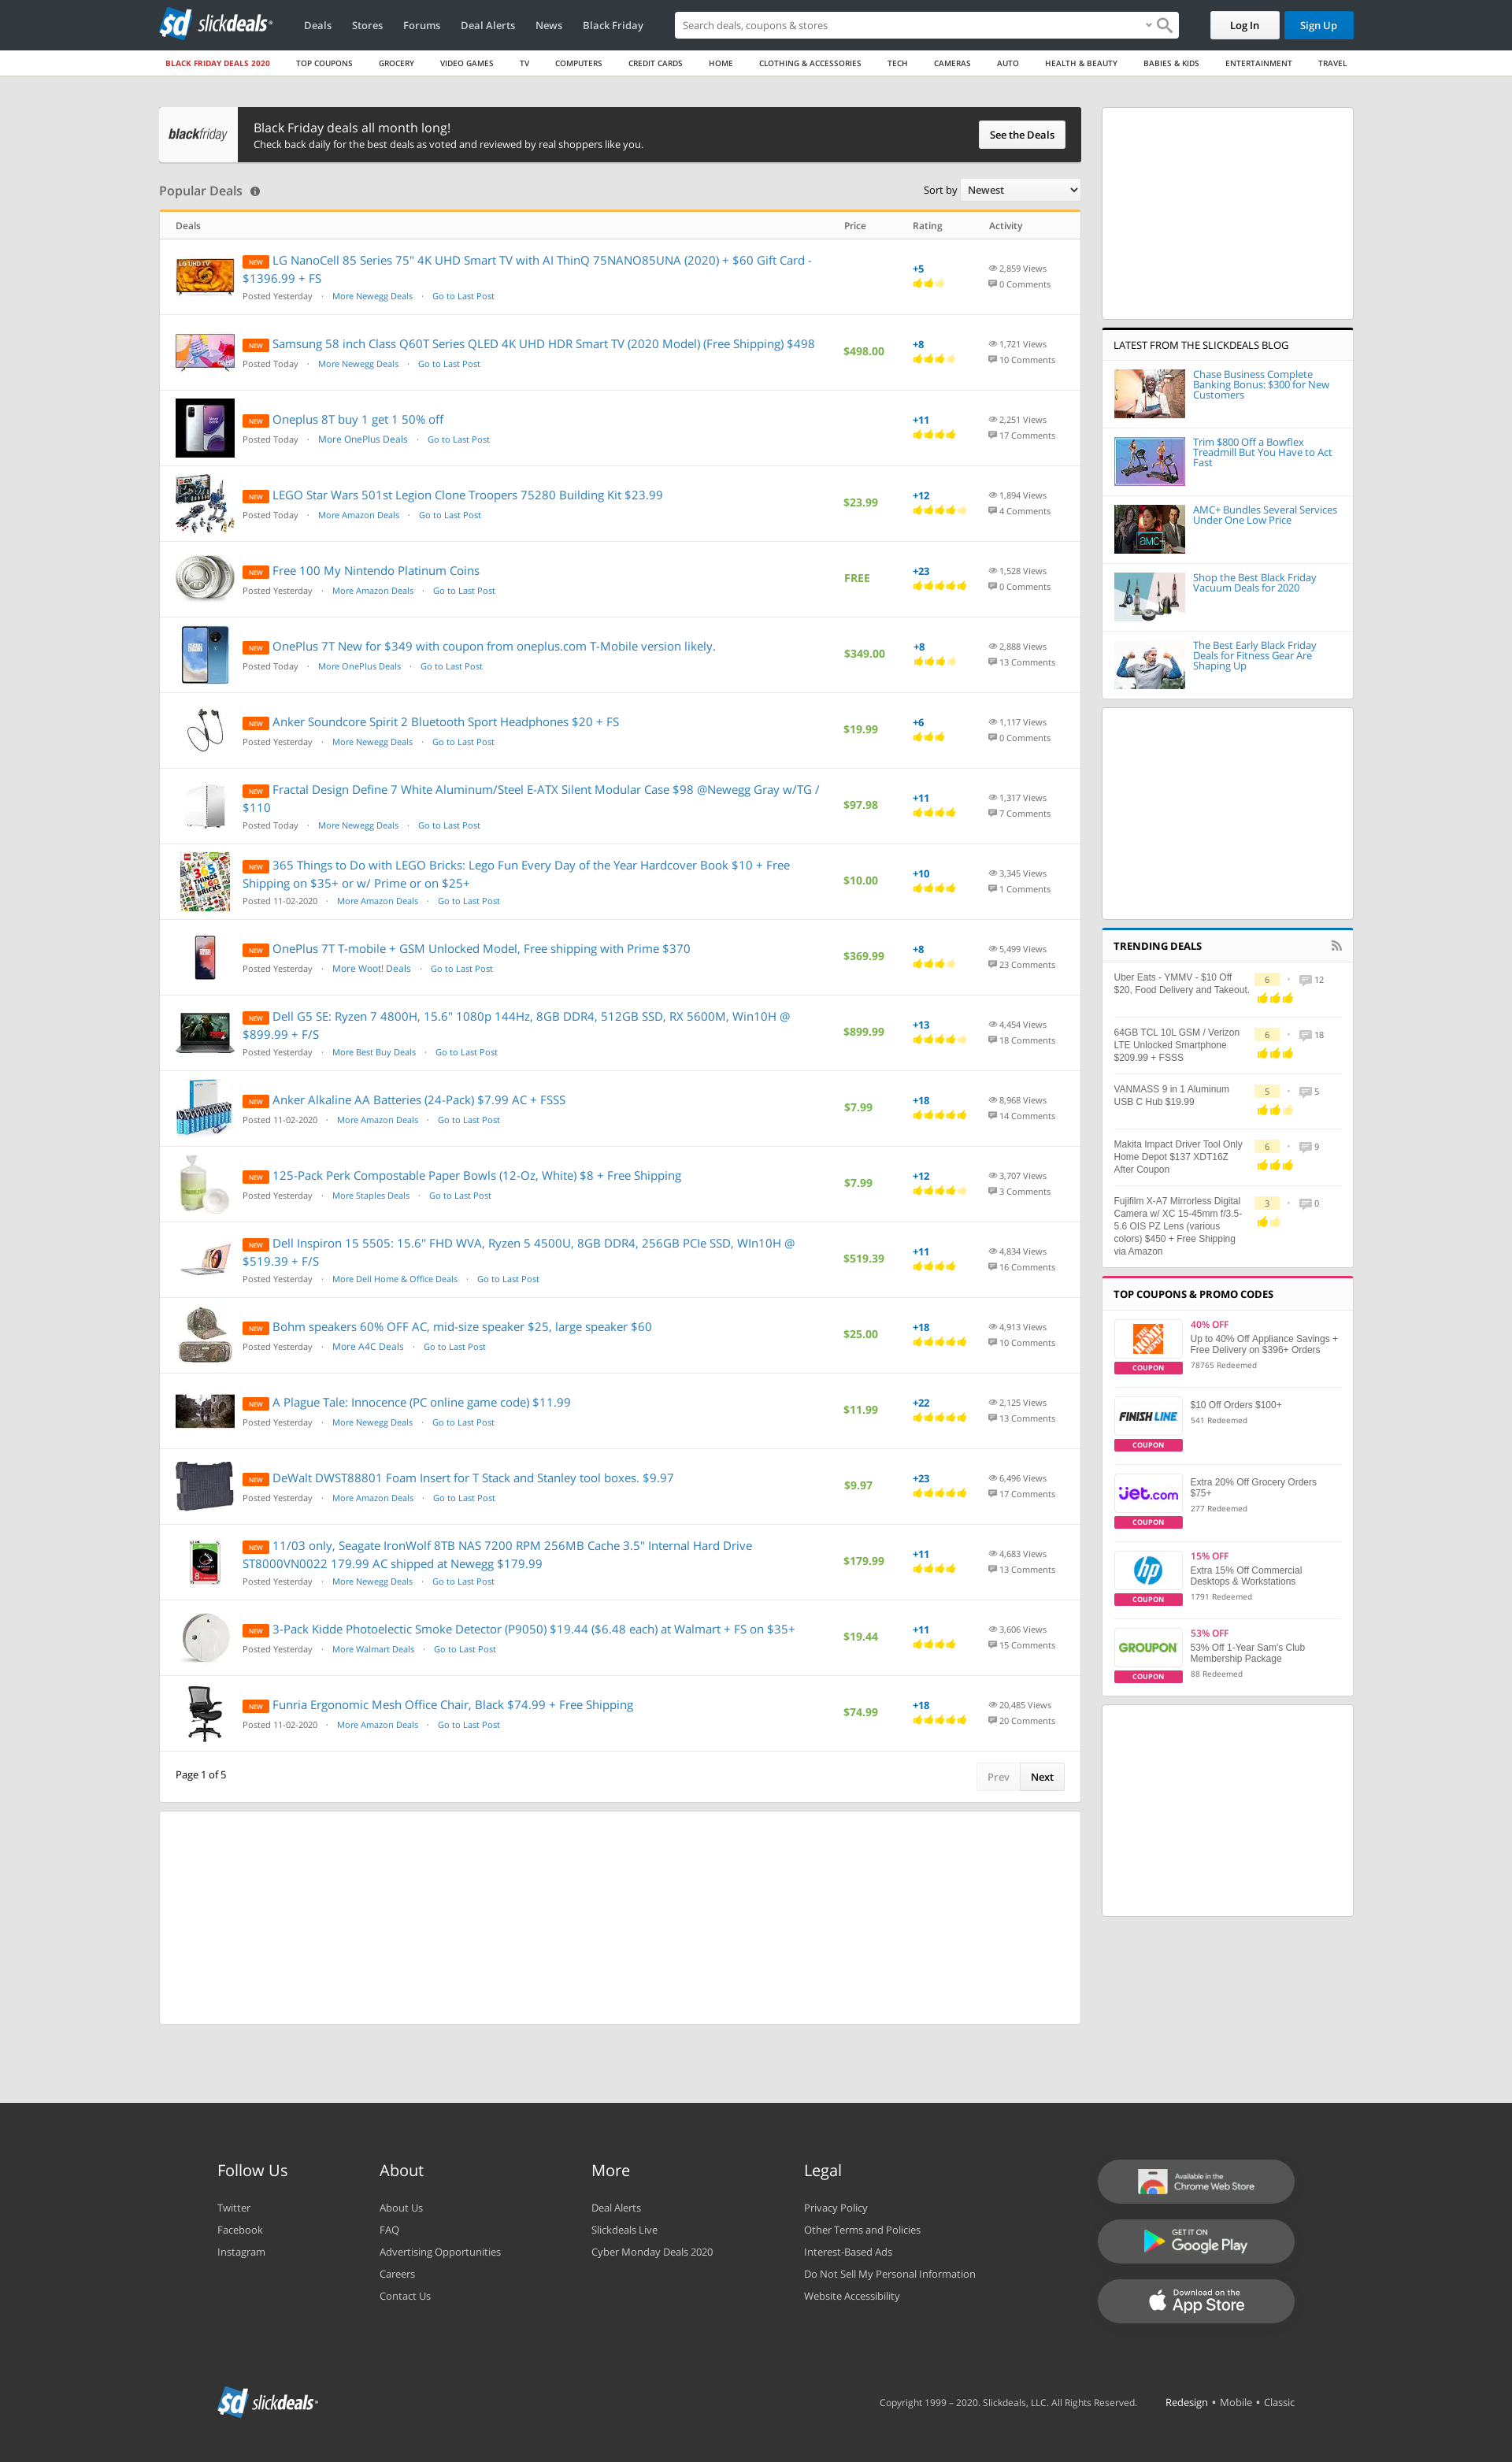 sd slickdeals
Deals Stores Forums Deal Alerts News Black Friday
Search deals, coupons & stores
Log In Sign Up
BLACK FRIDAY DEALS 2020 TOP COUPONS GROCERY VIDEO GAMES TV COMPUTERS CREDIT CARDS HOME CLOTHING & ACCESSORIES TECH CAMERAS AUTO HEALTH & BEAUTY BABIES & KIDS ENTERTAINMENT TRAVEL
blackfriday
Black Friday deals all month long!
Check back daily for the best deals as voted and reviewed by real shoppers like you.
See the Deals
Popular Deals
Sort by Newest
Deals Price Rating Activity
NEW LG NanoCell 85 Series 75" 4K UHD Smart TV with AI ThinQ 75NANO85UNA (2020) + $60 Gift Card -
$1396.99 + FS
Posted Yesterday · More Newegg Deals · Go to Last Post
+5
2,859 Views
0 Comments
NEW Samsung 58 inch Class Q60T Series QLED 4K UHD HDR Smart TV (2020 Model) (Free Shipping) $498
Posted Today · More Newegg Deals · Go to Last Post
$498.00
+8
1,721 Views
10 Comments
NEW Oneplus 8T buy 1 get 1 50% off
Posted Today · More OnePlus Deals · Go to Last Post
+11
2,251 Views
17 Comments
NEW LEGO Star Wars 501st Legion Clone Troopers 75280 Building Kit $23.99
Posted Today · More Amazon Deals · Go to Last Post
$23.99
+12
1,894 Views
4 Comments
NEW Free 100 My Nintendo Platinum Coins
Posted Yesterday · More Amazon Deals · Go to Last Post
FREE
+23
1,528 Views
0 Comments
NEW OnePlus 7T New for $349 with coupon from oneplus.com T-Mobile version likely.
Posted Today · More OnePlus Deals · Go to Last Post
$349.00
+8
2,888 Views
13 Comments
NEW Anker Soundcore Spirit 2 Bluetooth Sport Headphones $20 + FS
Posted Yesterday · More Newegg Deals · Go to Last Post
$19.99
+6
1,117 Views
0 Comments
NEW Fractal Design Define 7 White Aluminum/Steel E-ATX Silent Modular Case $98 @Newegg Gray w/TG /
$110
Posted Today · More Newegg Deals · Go to Last Post
$97.98
+11
1,317 Views
7 Comments
NEW 365 Things to Do with LEGO Bricks: Lego Fun Every Day of the Year Hardcover Book $10 + Free
Shipping on $35+ or w/ Prime or on $25+
Posted 11-02-2020 · More Amazon Deals · Go to Last Post
$10.00
+10
3,345 Views
1 Comments
NEW OnePlus 7T T-mobile + GSM Unlocked Model, Free shipping with Prime $370
Posted Yesterday · More Woot! Deals · Go to Last Post
$369.99
+8
5,499 Views
23 Comments
NEW Dell G5 SE: Ryzen 7 4800H, 15.6" 1080p 144Hz, 8GB DDR4, 512GB SSD, RX 5600M, Win10H @
$899.99 + F/S
Posted Yesterday · More Best Buy Deals · Go to Last Post
$899.99
+13
4,454 Views
18 Comments
NEW Anker Alkaline AA Batteries (24-Pack) $7.99 AC + FSSS
Posted 11-02-2020 · More Amazon Deals · Go to Last Post
$7.99
+18
8,968 Views
14 Comments
NEW 125-Pack Perk Compostable Paper Bowls (12-Oz, White) $8 + Free Shipping
Posted Yesterday · More Staples Deals · Go to Last Post
$7.99
+12
3,707 Views
3 Comments
NEW Dell Inspiron 15 5505: 15.6" FHD WVA, Ryzen 5 4500U, 8GB DDR4, 256GB PCIe SSD, WIn10H @
$519.39 + F/S
Posted Yesterday · More Dell Home & Office Deals · Go to Last Post
$519.39
+11
4,834 Views
16 Comments
NEW Bohm speakers 60% OFF AC, mid-size speaker $25, large speaker $60
Posted Yesterday · More A4C Deals · Go to Last Post
$25.00
+18
4,913 Views
10 Comments
NEW A Plague Tale: Innocence (PC online game code) $11.99
Posted Yesterday · More Newegg Deals · Go to Last Post
$11.99
+22
2,125 Views
13 Comments
NEW DeWalt DWST88801 Foam Insert for T Stack and Stanley tool boxes. $9.97
Posted Yesterday · More Amazon Deals · Go to Last Post
$9.97
+23
6,496 Views
17 Comments
NEW 11/03 only, Seagate IronWolf 8TB NAS 7200 RPM 256MB Cache 3.5" Internal Hard Drive
ST8000VN0022 179.99 AC shipped at Newegg $179.99
Posted Yesterday · More Newegg Deals · Go to Last Post
$179.99
+11
4,683 Views
13 Comments
NEW 3-Pack Kidde Photoelectic Smoke Detector (P9050) $19.44 ($6.48 each) at Walmart + FS on $35+
Posted Yesterday · More Walmart Deals · Go to Last Post
$19.44
+11
3,606 Views
15 Comments
NEW Funria Ergonomic Mesh Office Chair, Black $74.99 + Free Shipping
Posted 11-02-2020 · More Amazon Deals · Go to Last Post
$74.99
+18
20,485 Views
20 Comments
Page 1 of 5
Prev Next
LATEST FROM THE SLICKDEALS BLOG
Chase Business Complete
Banking Bonus: $300 for New
Customers
Trim $800 Off a Bowflex
Treadmill But You Have to Act
Fast
AMC+ Bundles Several Services
Under One Low Price
Shop the Best Black Friday
Vacuum Deals for 2020
The Best Early Black Friday
Deals for Fitness Gear Are
Shaping Up
TRENDING DEALS
Uber Eats - YMMV - $10 Off
$20, Food Delivery and Takeout.
6 • 12
64GB TCL 10L GSM / Verizon
LTE Unlocked Smartphone
$209.99 + FSSS
6 • 18
VANMASS 9 in 1 Aluminum
USB C Hub $19.99
5 • 5
Makita Impact Driver Tool Only
Home Depot $137 XDT16Z
After Coupon
6 • 9
Fujifilm X-A7 Mirrorless Digital
Camera w/ XC 15-45mm f/3.5-
5.6 OIS PZ Lens (various
colors) $450 + Free Shipping
via Amazon
3 • 0
TOP COUPONS & PROMO CODES
THE HOME DEPOT
COUPON
40% OFF
Up to 40% Off Appliance Savings +
Free Delivery on $396+ Orders
78765 Redeemed
FINISH LINE
COUPON
$10 Off Orders $100+
541 Redeemed
jet.com
COUPON
Extra 20% Off Grocery Orders
$75+
277 Redeemed
hp
COUPON
15% OFF
Extra 15% Off Commercial
Desktops & Workstations
1791 Redeemed
GROUPON
COUPON
53% OFF
53% Off 1-Year Sam's Club
Membership Package
88 Redeemed
Follow Us
Twitter
Facebook
Instagram
About
About Us
FAQ
Advertising Opportunities
Careers
Contact Us
More
Deal Alerts
Slickdeals Live
Cyber Monday Deals 2020
Legal
Privacy Policy
Other Terms and Policies
Interest-Based Ads
Do Not Sell My Personal Information
Website Accessibility
Available in the
Chrome Web Store
GET IT ON
Google Play
Download on the
App Store
sd slickdeals
Copyright 1999 – 2020. Slickdeals, LLC. All Rights Reserved. Redesign • Mobile • Classic